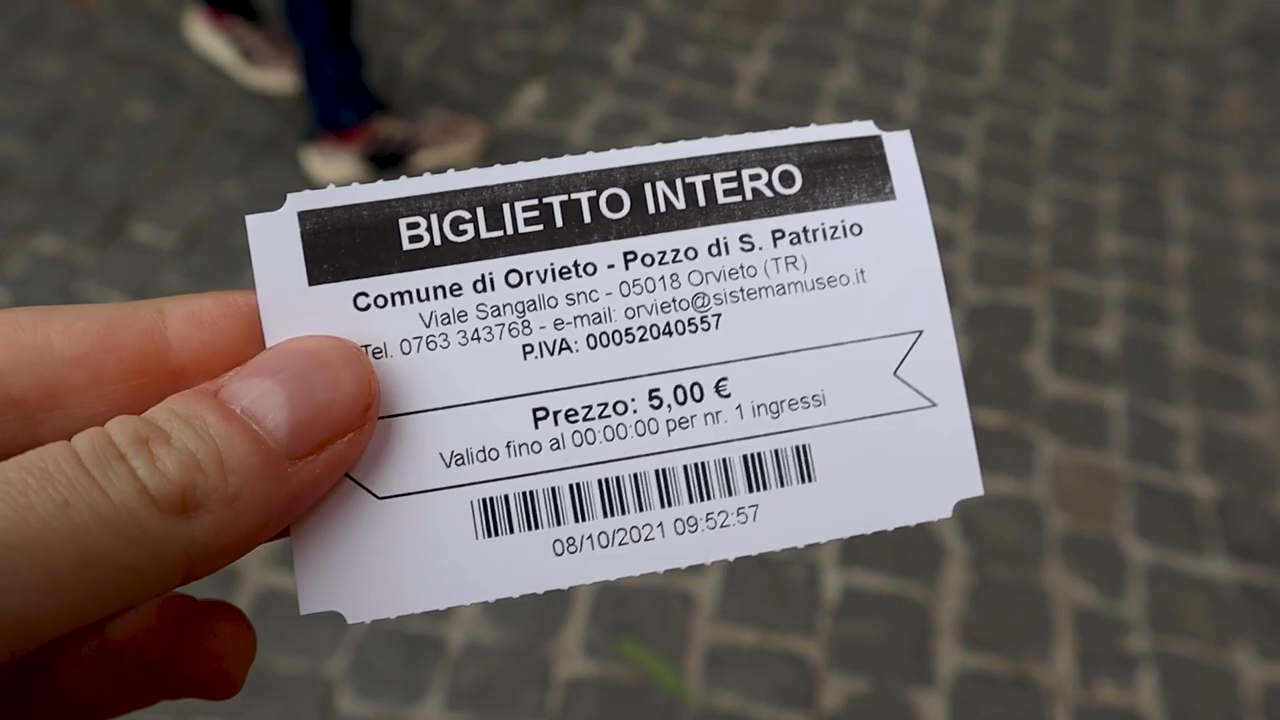 BIGLIETTO INTERO
Comune di Orvieto - Pozzo di S. Patrizio
Viale Sangallo snc - 05018 Orvieto (TR)
Tel. 0763 343768 - e-mail: orvieto@sistemamuseo.it
P.IVA: 00052040557
Prezzo: 5,00 €
Valido fino al 00:00:00 per nr. 1 ingressi
08/10/2021 09:52:57